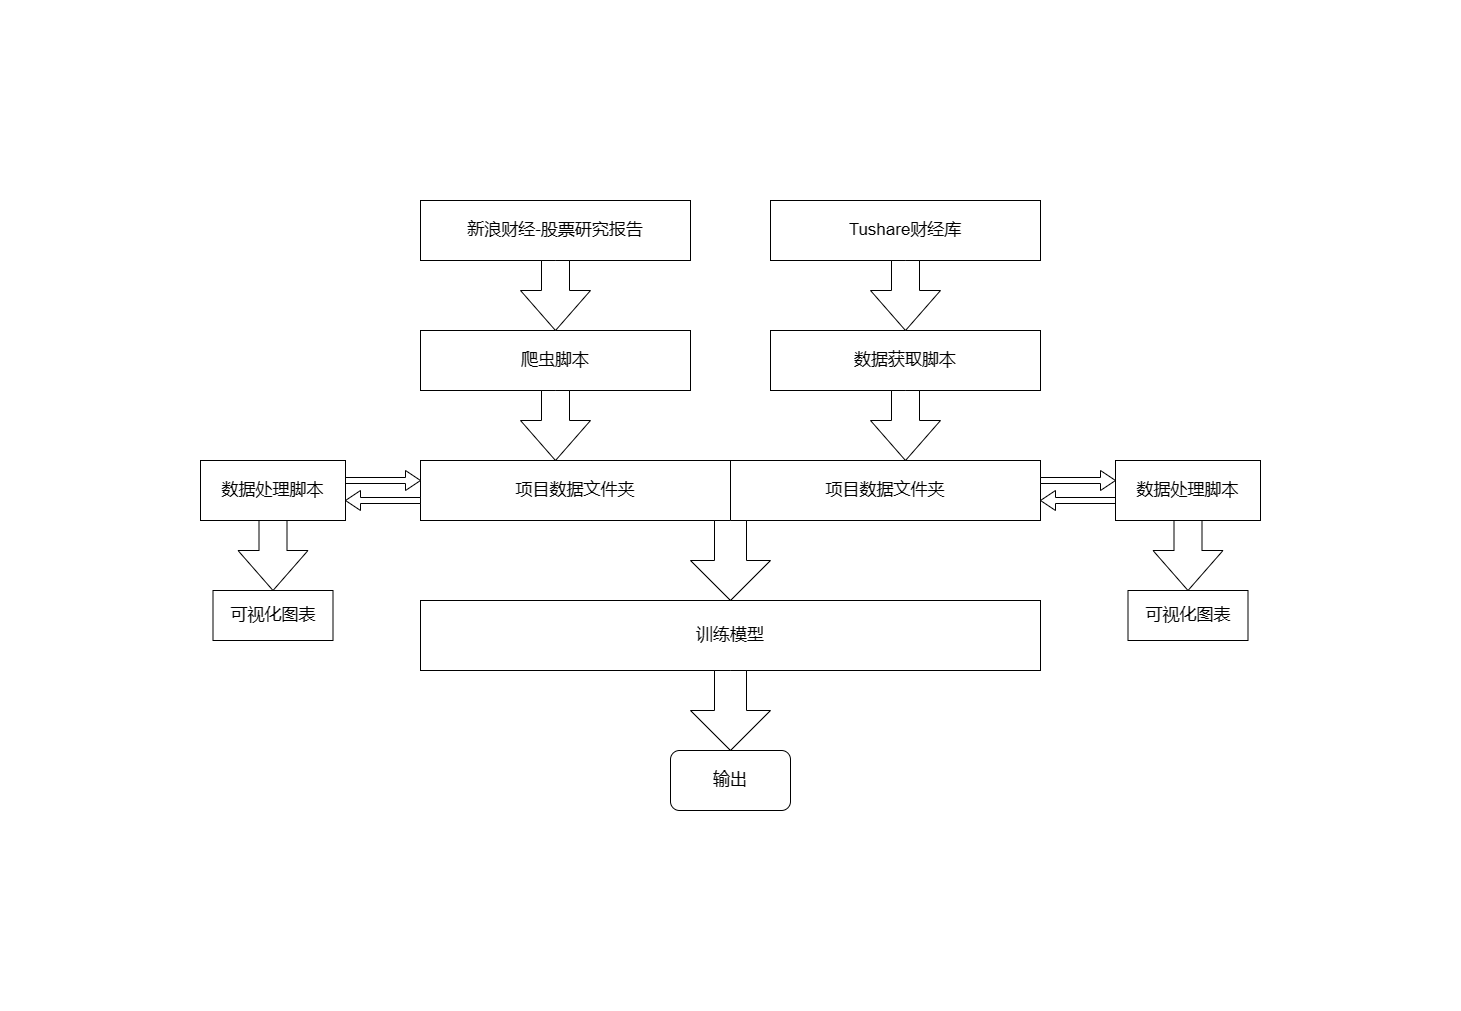 新浪财经-股票研究报告
Tushare财经库
爬虫脚本
数据获取脚本
数据处理脚本
项目数据文件夹
项目数据文件夹
数据处理脚本
可视化图表
训练模型
可视化图表
输出